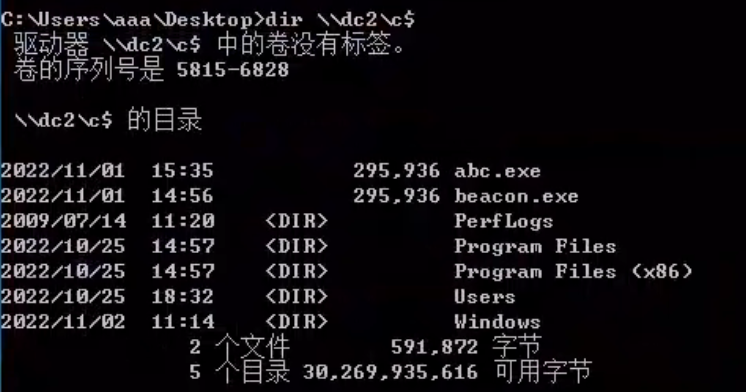 C:\Users\aaa\Desktop>dir \\dc2\c$
驱动器 \\dc2\c$ 中的卷没有标签。
卷的序列号是 5815-6828
\\dc2\c$ 的目录
2022/11/01  15:35           295,936 abc.exe
2022/11/01  14:56           295,936 beacon.exe
2009/07/14  11:20    <DIR>          PerfLogs
2022/10/25  14:57    <DIR>          Program Files
2022/10/25  14:57    <DIR>          Program Files (x86)
2022/10/25  18:32    <DIR>          Users
2022/11/02  11:14    <DIR>          Windows
2 个文件        591,872 字节
5 个目录 30,269,935,616 可用字节